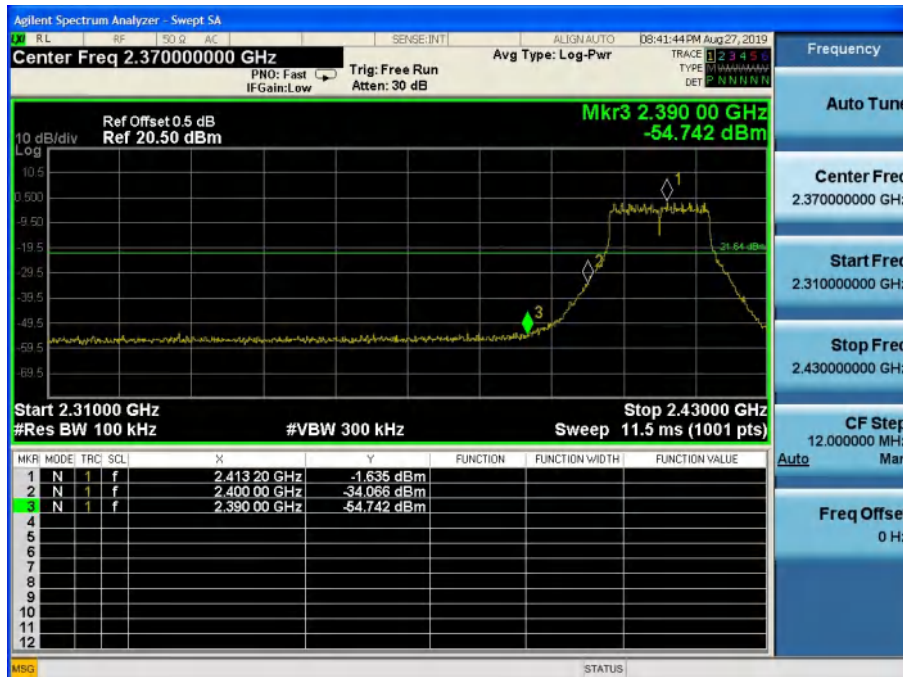 Agilent Spectrum Analyzer - Swept SA
LXI RL RF 50 Ω AC SENSE:INT ALIGN AUTO 08:41:44 PM Aug 27, 2019
Center Freq 2.370000000 GHz
PNO: Fast
IFGain:Low
Trig: Free Run
Atten: 30 dB
Avg Type: Log-Pwr
TRACE 1 2 3 4 5 6
TYPE
DET P N N N N N
Frequency
Auto Tune
Center Freq
2.370000000 GHz
Start Freq
2.310000000 GHz
Stop Freq
2.430000000 GHz
CF Step
12.000000 MHz
Auto Man
Freq Offse
0 Hz
Mkr3 2.390 00 GHz
-54.742 dBm
Ref Offset 0.5 dB
10 dB/div Ref 20.50 dBm
Log
10.5
0.500
-9.50
-19.5
-29.5
-39.5
-49.5
-59.5
-69.5
1
2
3
-21.64 dBm
Start 2.31000 GHz Stop 2.43000 GHz
#Res BW 100 kHz #VBW 300 kHz Sweep 11.5 ms (1001 pts)
MKR MODE TRC SCL X Y FUNCTION FUNCTION WIDTH FUNCTION VALUE
1 N 1 f 2.413 20 GHz -1.635 dBm
2 N 1 f 2.400 00 GHz -34.066 dBm
3 N 1 f 2.390 00 GHz -54.742 dBm
4
5
6
7
8
9
10
11
12
MSG STATUS